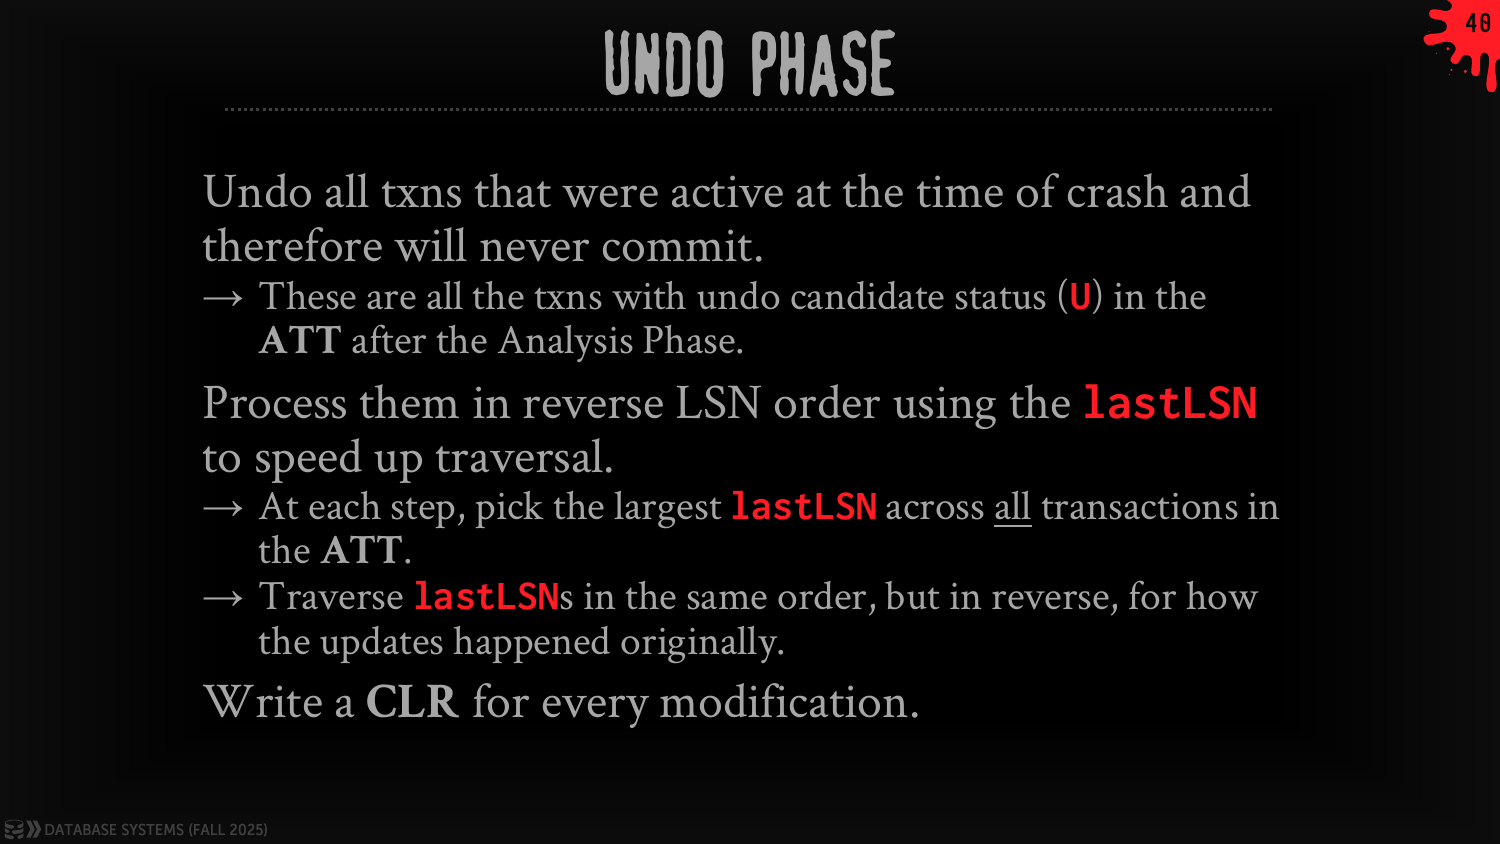 40
UNDO PHASE
Undo all txns that were active at the time of crash and
therefore will never commit.
→ These are all the txns with undo candidate status (U) in the
ATT after the Analysis Phase.
Process them in reverse LSN order using the lastLSN
to speed up traversal.
→ At each step, pick the largest lastLSN across all transactions in
the ATT.
→ Traverse lastLSNs in the same order, but in reverse, for how
the updates happened originally.
Write a CLR for every modification.
DATABASE SYSTEMS (FALL 2025)